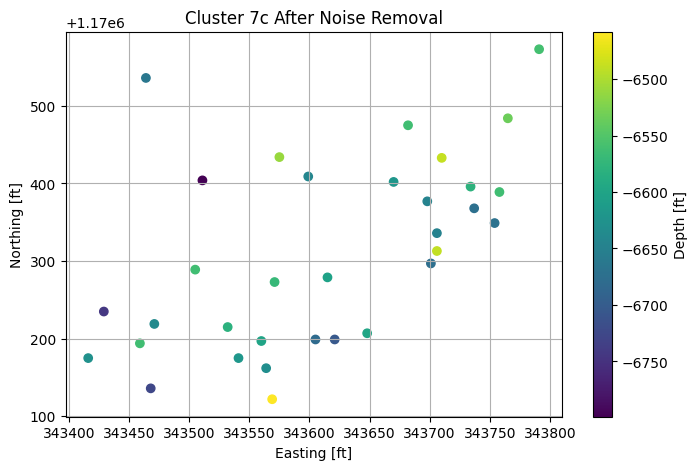 Cluster 7c After Noise Removal
+1.17e6
500
400
300
200
100
Northing [ft]
343400 343450 343500 343550 343600 343650 343700 343750 343800
Easting [ft]
−6500
−6550
−6600
−6650
−6700
−6750
Depth [ft]